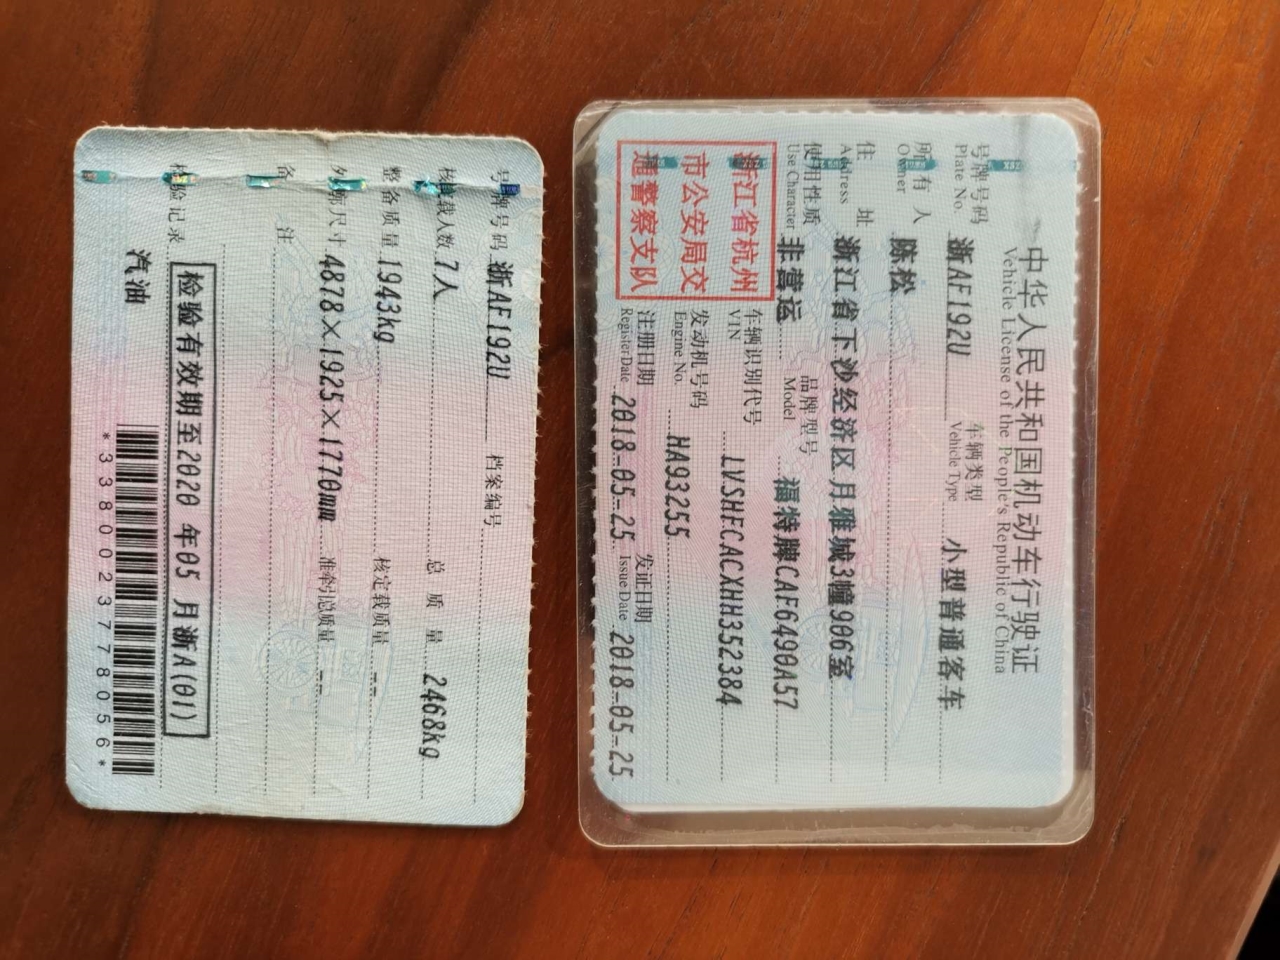 中华人民共和国机动车行驶证
Vehicle License of the People's Republic of China
号牌号码 浙AF192U 车辆类型 小型普通客车
Plate No. Vehicle Type
所有人 陈松
Owner
住址 浙江省下沙经济区月雅城3幢906室
Address
使用性质 非营运 品牌型号 福特牌CAF6490A57
Use Character Model
浙江省杭州
市公安局交
通警察支队
车辆识别代号 LVSHFCACXHH352384
VIN
发动机号码 HA93255
Engine No.
注册日期 2018-05-25 发证日期 2018-05-25
Register Date Issue Date
号牌号码 浙AF192U 档案编号
核定载人数 7人 总质量 2468kg
整备质量 1943kg 核定载质量 --
外廓尺寸 4878×1925×1770mm 准牵引总质量 --
备注
检验记录 检验有效期至2020年05月浙A(01)
汽油
*3380023778056*